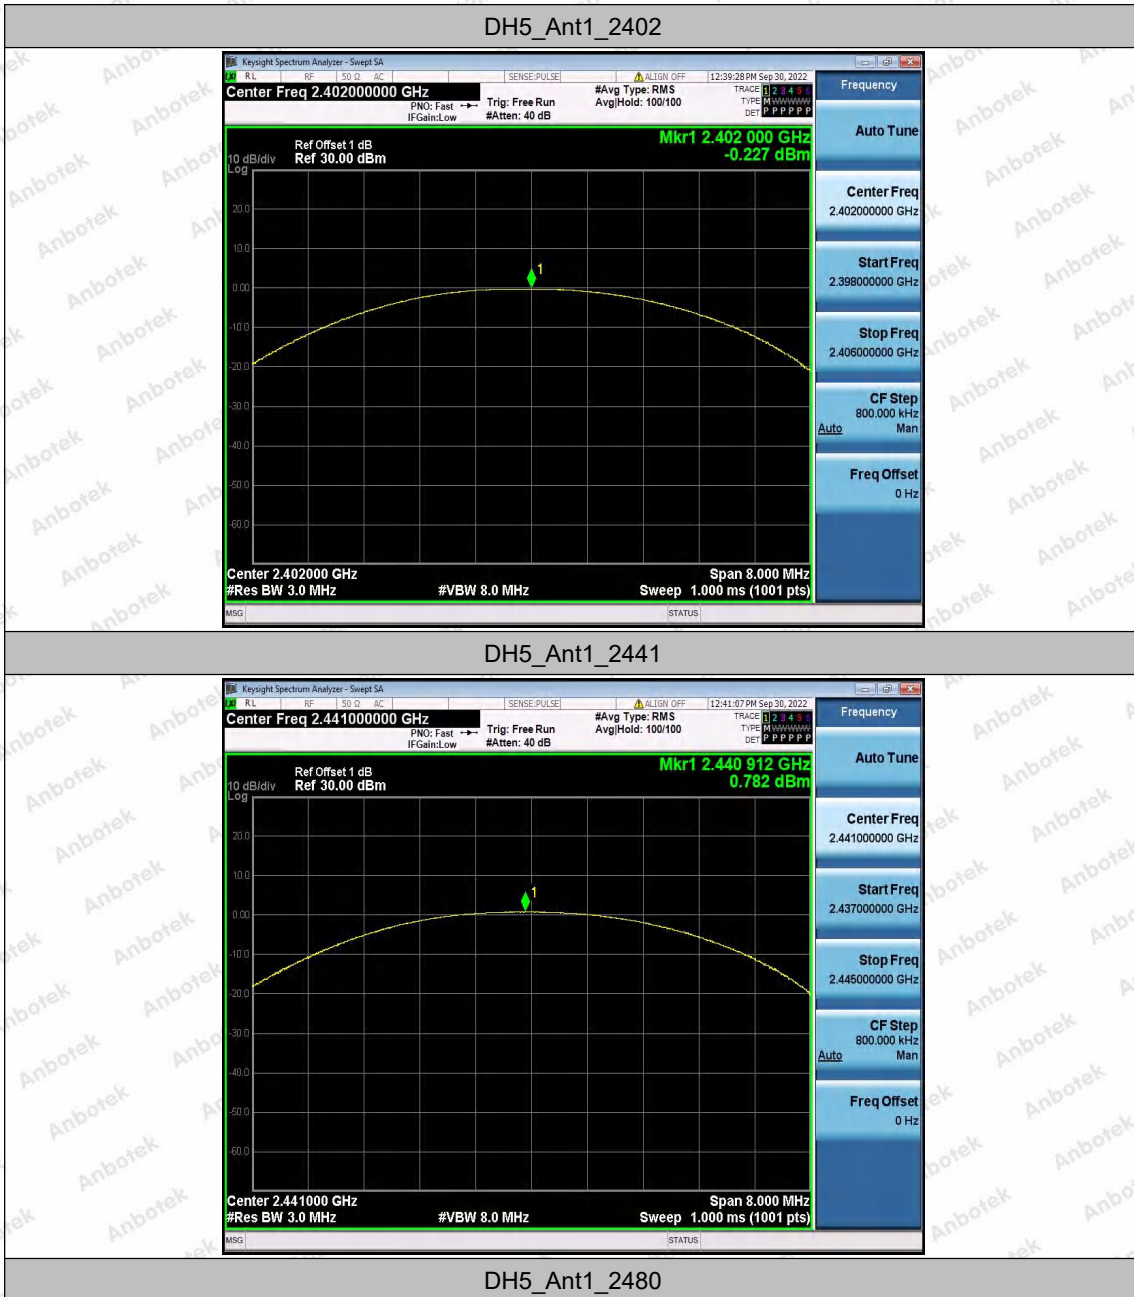 DH5_Ant1_2402
Keysight Spectrum Analyzer - Swept SA
RL RF 50 Ω AC SENSE:PULSE ALIGN OFF 12:39:28 PM Sep 30, 2022
Center Freq 2.402000000 GHz
PNO: Fast
IFGain:Low
Trig: Free Run
#Atten: 40 dB
#Avg Type: RMS
Avg|Hold: 100/100
TRACE 1 2 3 4 5 6
TYPE M W W W W W
DET P P P P P P
Mkr1 2.402 000 GHz
-0.227 dBm
Ref Offset 1 dB
10 dB/div Ref 30.00 dBm
Log
20.0
10.0
0.00
-10.0
-20.0
-30.0
-40.0
-50.0
-60.0
1
Center 2.402000 GHz Span 8.000 MHz
#Res BW 3.0 MHz #VBW 8.0 MHz Sweep 1.000 ms (1001 pts)
MSG STATUS
Frequency
Auto Tune
Center Freq
2.402000000 GHz
Start Freq
2.398000000 GHz
Stop Freq
2.406000000 GHz
CF Step
800.000 kHz
Auto Man
Freq Offset
0 Hz
DH5_Ant1_2441
Keysight Spectrum Analyzer - Swept SA
RL RF 50 Ω AC SENSE:PULSE ALIGN OFF 12:41:07 PM Sep 30, 2022
Center Freq 2.441000000 GHz
PNO: Fast
IFGain:Low
Trig: Free Run
#Atten: 40 dB
#Avg Type: RMS
Avg|Hold: 100/100
TRACE 1 2 3 4 5 6
TYPE M W W W W W
DET P P P P P P
Mkr1 2.440 912 GHz
0.782 dBm
Ref Offset 1 dB
10 dB/div Ref 30.00 dBm
Log
20.0
10.0
0.00
-10.0
-20.0
-30.0
-40.0
-50.0
-60.0
1
Center 2.441000 GHz Span 8.000 MHz
#Res BW 3.0 MHz #VBW 8.0 MHz Sweep 1.000 ms (1001 pts)
MSG STATUS
Frequency
Auto Tune
Center Freq
2.441000000 GHz
Start Freq
2.437000000 GHz
Stop Freq
2.445000000 GHz
CF Step
800.000 kHz
Auto Man
Freq Offset
0 Hz
DH5_Ant1_2480